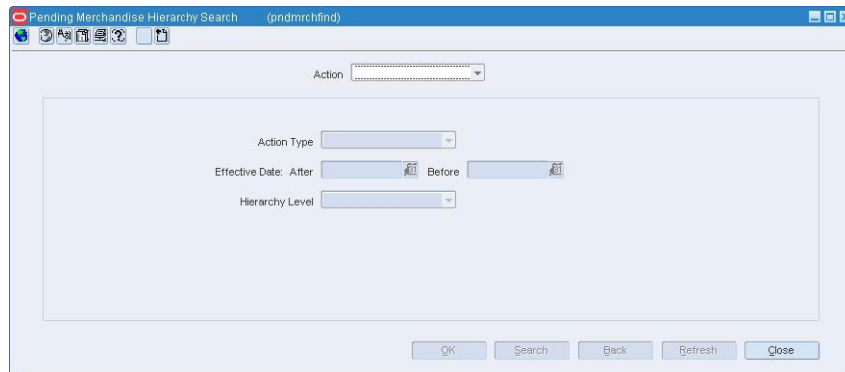 Pending Merchandise Hierarchy Search (pndmrchfind)
Action
Action Type
Effective Date: After Before
Hierarchy Level
OK Search Back Refresh Close